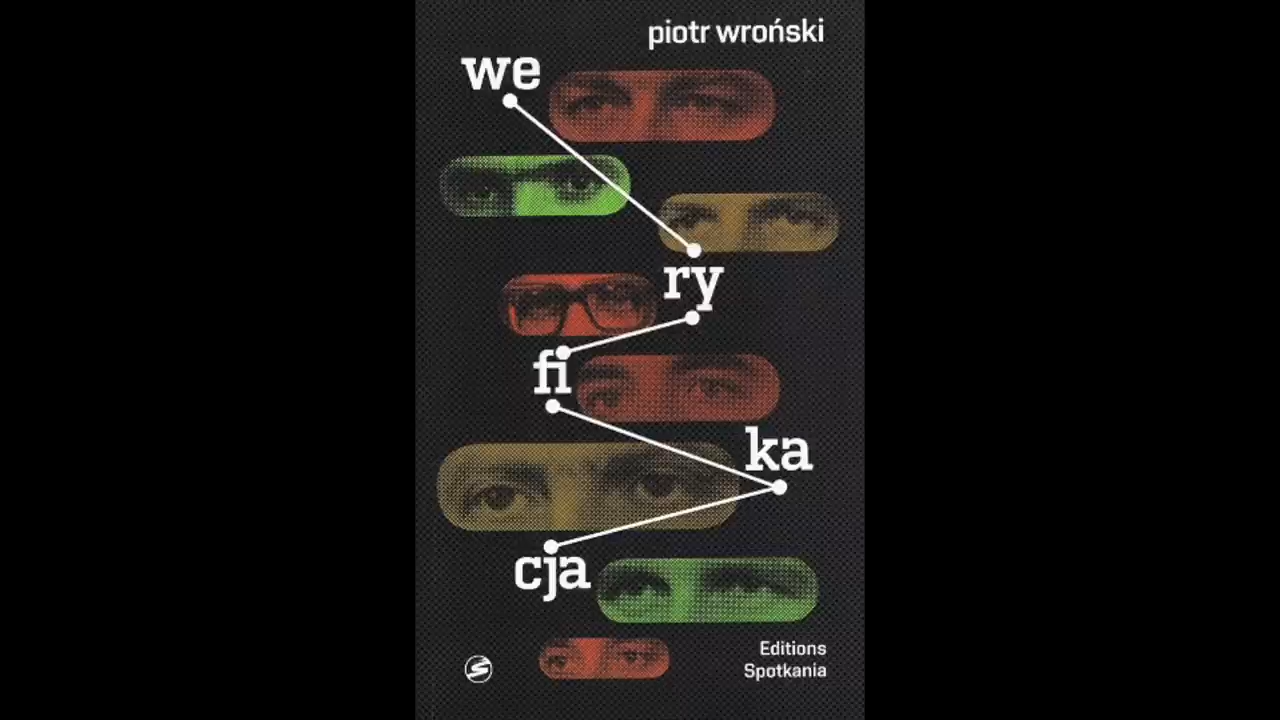 piotr wroński
we
ry
fi
ka
cja
Editions
Spotkania